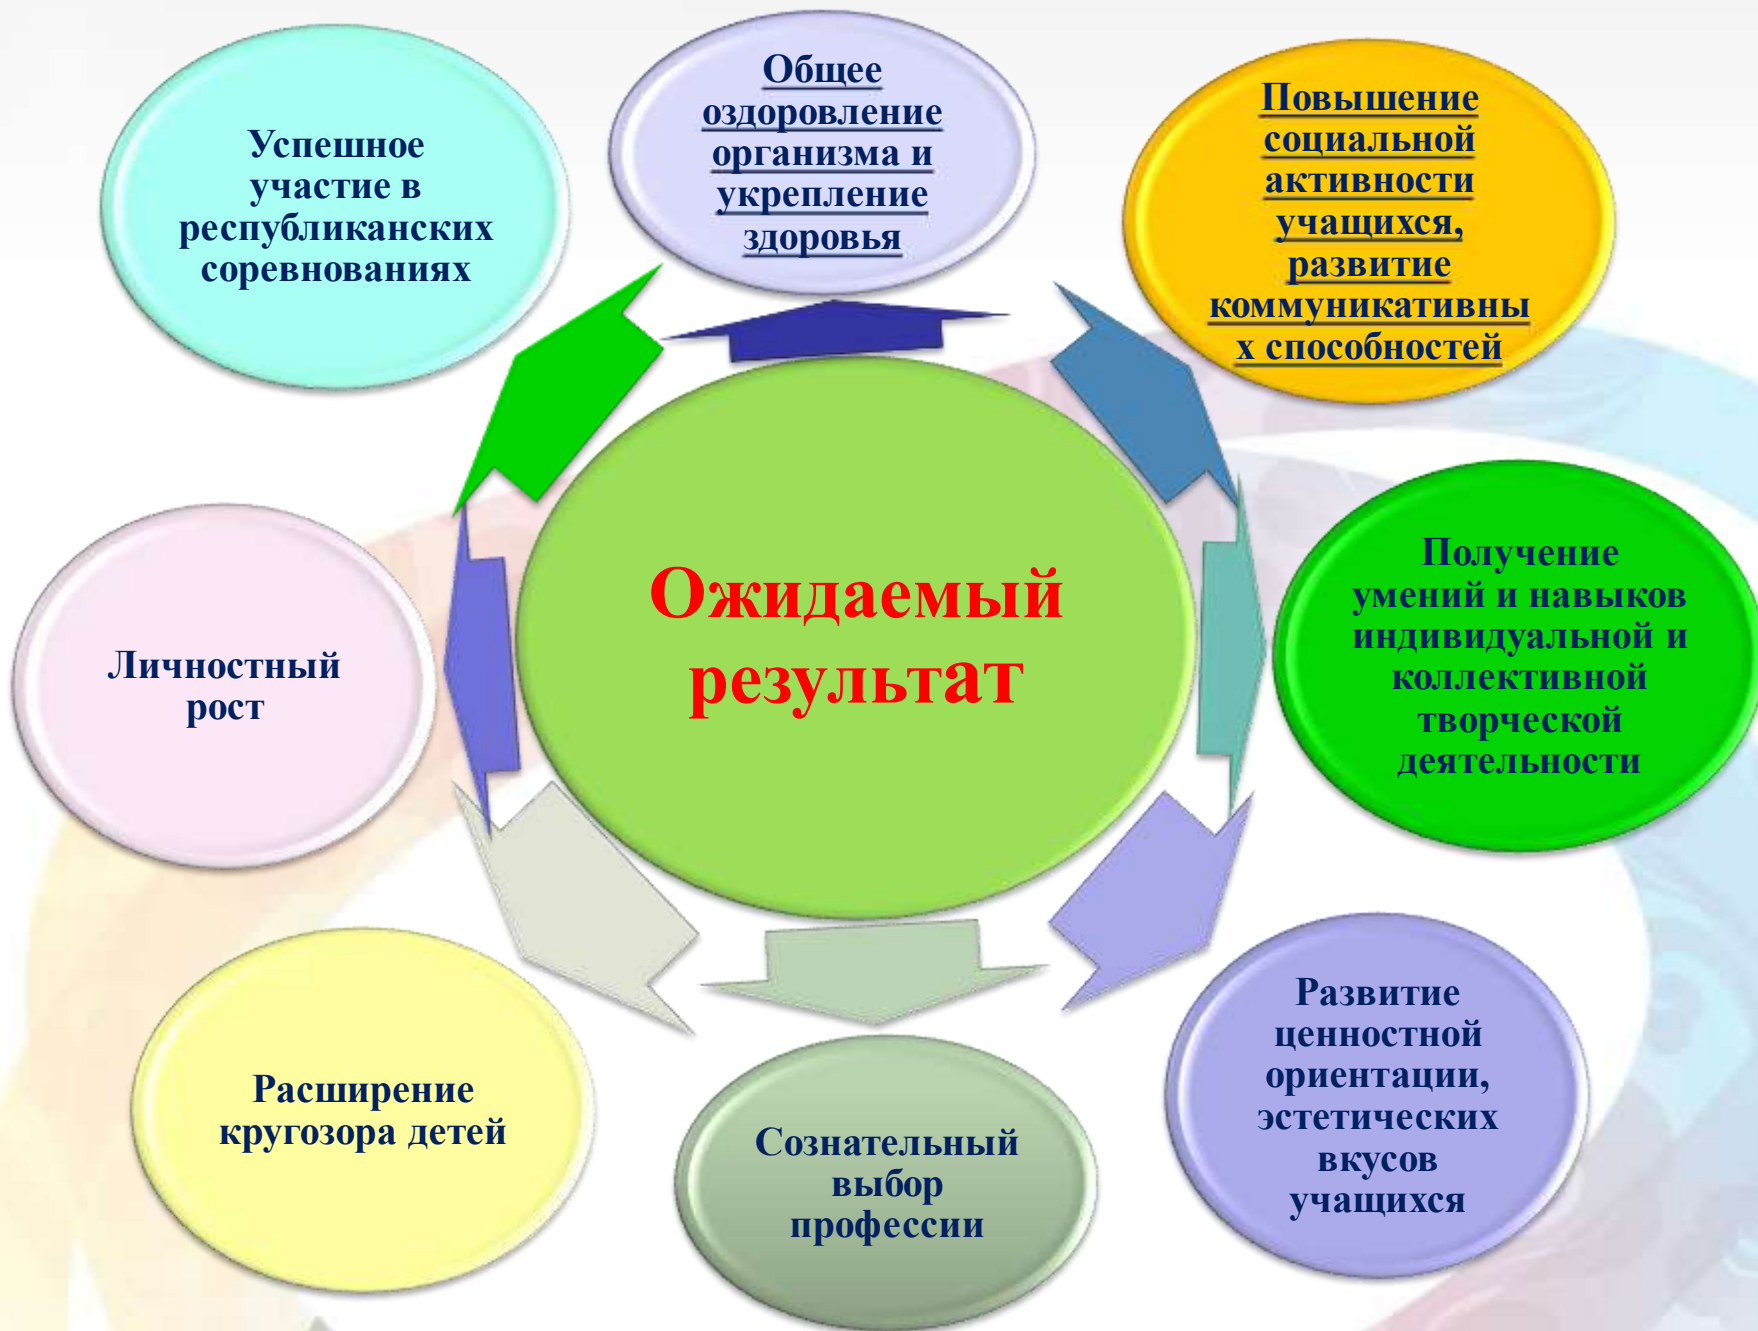 Общее
оздоровление
организма и
укрепление
здоровья
Повышение
социальной
активности
учащихся,
развитие
коммуникативны
х способностей
Получение
умений и навыков
индивидуальной и
коллективной
творческой
деятельности
Развитие
ценностной
ориентации,
эстетических
вкусов
учащихся
Сознательный
выбор
профессии
Расширение
кругозора детей
Личностный
рост
Успешное
участие в
республиканских
соревнованиях
Ожидаемый
результат